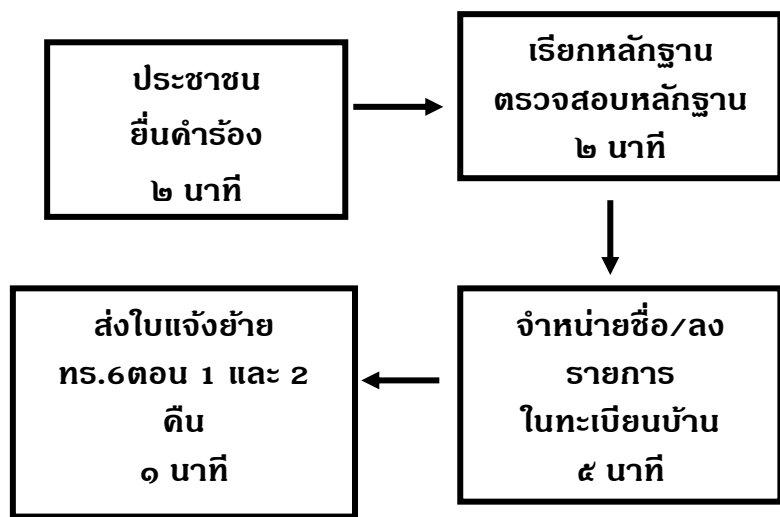 ประชาชน
ยื่นคำร้อง
๒ นาที
เรียกหลักฐาน
ตรวจสอบหลักฐาน
๒ นาที
จำหน่ายชื่อ/ลง
รายการ
ในทะเบียนบ้าน
๕ นาที
ส่งใบแจ้งย้าย
ทร.6ตอน 1 และ 2
คืน
๑ นาที